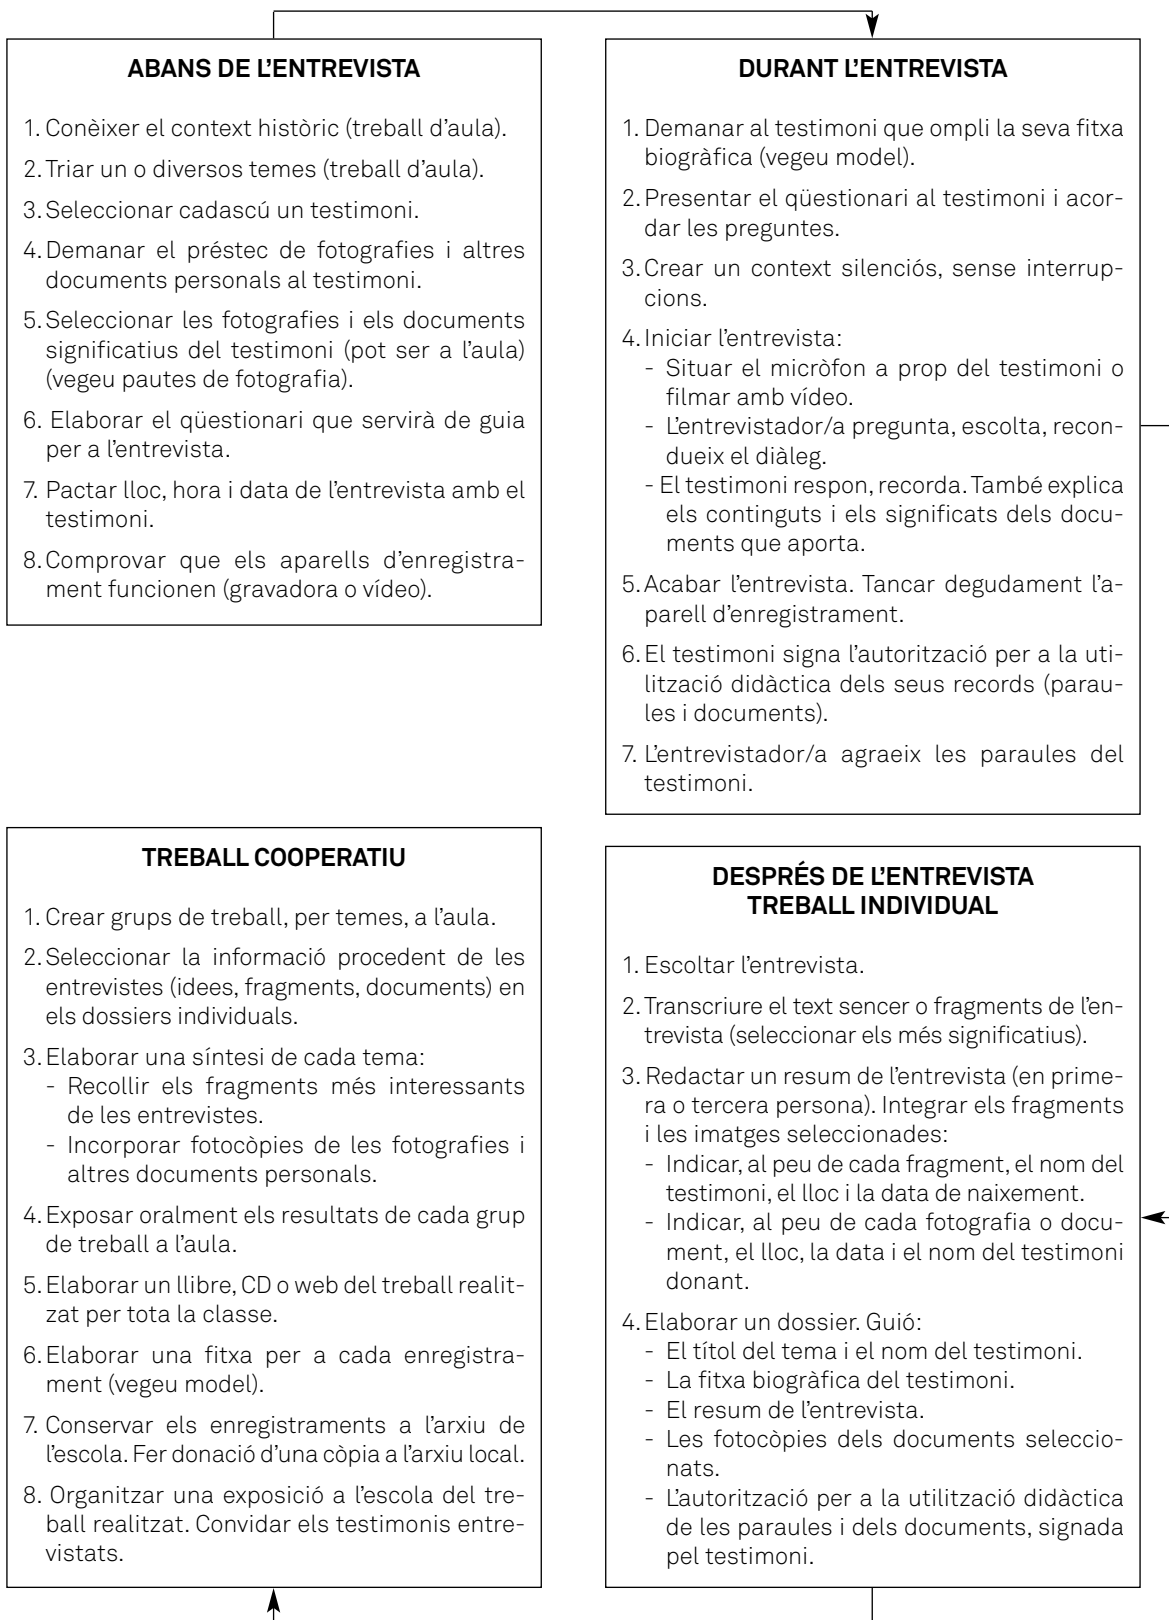 ABANS DE L'ENTREVISTA
1. Conèixer el context històric (treball d'aula).
2. Triar un o diversos temes (treball d'aula).
3. Seleccionar cadascú un testimoni.
4. Demanar el préstec de fotografies i altres
documents personals al testimoni.
5. Seleccionar les fotografies i els documents
significatius del testimoni (pot ser a l'aula)
(vegeu pautes de fotografia).
6. Elaborar el qüestionari que servirà de guia
per a l'entrevista.
7. Pactar lloc, hora i data de l'entrevista amb el
testimoni.
8. Comprovar que els aparells d'enregistra-
ment funcionen (gravadora o vídeo).
DURANT L'ENTREVISTA
1. Demanar al testimoni que ompli la seva fitxa
biogràfica (vegeu model).
2. Presentar el qüestionari al testimoni i acor-
dar les preguntes.
3. Crear un context silenciós, sense interrup-
cions.
4. Iniciar l'entrevista:
- Situar el micròfon a prop del testimoni o
filmar amb vídeo.
- L'entrevistador/a pregunta, escolta, recon-
dueix el diàleg.
- El testimoni respon, recorda. També explica
els continguts i els significats dels docu-
ments que aporta.
5. Acabar l'entrevista. Tancar degudament l'a-
parell d'enregistrament.
6. El testimoni signa l'autorització per a la uti-
lització didàctica dels seus records (parau-
les i documents).
7. L'entrevistador/a agraeix les paraules del
testimoni.
TREBALL COOPERATIU
1. Crear grups de treball, per temes, a l'aula.
2. Seleccionar la informació procedent de les
entrevistes (idees, fragments, documents) en
els dossiers individuals.
3. Elaborar una síntesi de cada tema:
- Recollir els fragments més interessants
de les entrevistes.
- Incorporar fotocòpies de les fotografies i
altres documents personals.
4. Exposar oralment els resultats de cada grup
de treball a l'aula.
5. Elaborar un llibre, CD o web del treball realit-
zat per tota la classe.
6. Elaborar una fitxa per a cada enregistra-
ment (vegeu model).
7. Conservar els enregistraments a l'arxiu de
l'escola. Fer donació d'una còpia a l'arxiu local.
8. Organitzar una exposició a l'escola del tre-
ball realitzat. Convidar els testimonis entre-
vistats.
DESPRÉS DE L'ENTREVISTA
TREBALL INDIVIDUAL
1. Escoltar l'entrevista.
2. Transcriure el text sencer o fragments de l'en-
trevista (seleccionar els més significatius).
3. Redactar un resum de l'entrevista (en prime-
ra o tercera persona). Integrar els fragments
i les imatges seleccionades:
- Indicar, al peu de cada fragment, el nom del
testimoni, el lloc i la data de naixement.
- Indicar, al peu de cada fotografia o docu-
ment, el lloc, la data i el nom del testimoni
donant.
4. Elaborar un dossier. Guió:
- El títol del tema i el nom del testimoni.
- La fitxa biogràfica del testimoni.
- El resum de l'entrevista.
- Les fotocòpies dels documents seleccio-
nats.
- L'autorització per a la utilització didàctica
de les paraules i dels documents, signada
pel testimoni.